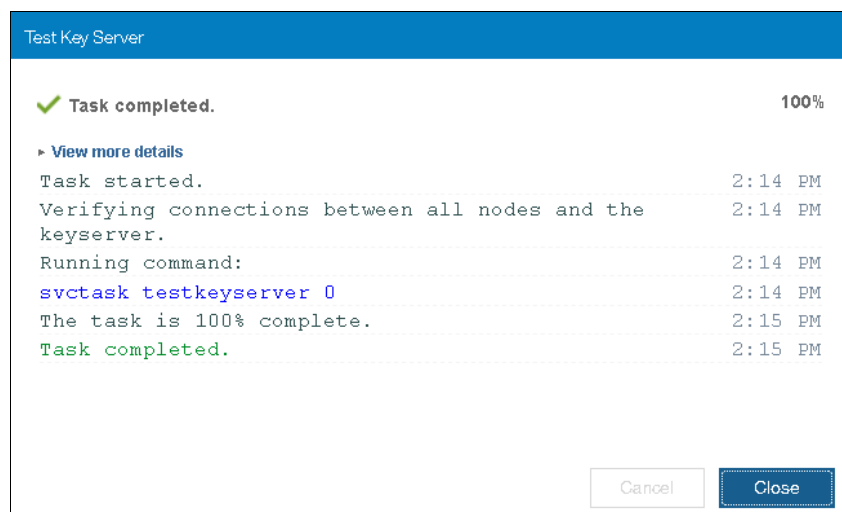 Test Key Server
Task completed. 100%
View more details
Task started. 2:14 PM
Verifying connections between all nodes and the 2:14 PM
keyserver.
Running command: 2:14 PM
svctask testkeyserver 0 2:14 PM
The task is 100% complete. 2:15 PM
Task completed. 2:15 PM
Cancel Close